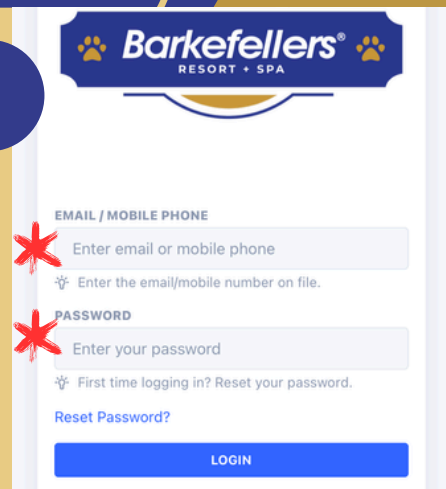 Barkefellers®
RESORT + SPA
EMAIL / MOBILE PHONE
Enter email or mobile phone
Enter the email/mobile number on file.
PASSWORD
Enter your password
First time logging in? Reset your password.
Reset Password?
LOGIN